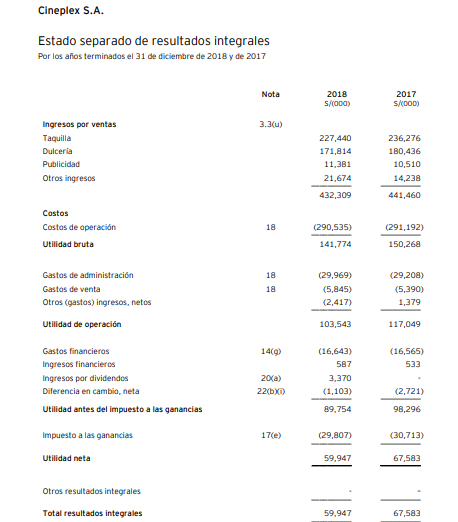 Cineplex S.A.
Estado separado de resultados integrales
Por los años terminados el 31 de diciembre de 2018 y de 2017
Nota 2018 2017
S/(000) S/(000)
Ingresos por ventas 3.3(u)
Taquilla 227,440 236,276
Dulcería 171,814 180,436
Publicidad 11,381 10,510
Otros ingresos 21,674 14,238
432,309 441,460
Costos
Costos de operación 18 (290,535) (291,192)
Utilidad bruta 141,774 150,268
Gastos de administración 18 (29,969) (29,208)
Gastos de venta 18 (5,845) (5,390)
Otros (gastos) ingresos, netos (2,417) 1,379
Utilidad de operación 103,543 117,049
Gastos financieros 14(g) (16,643) (16,565)
Ingresos financieros 587 533
Ingresos por dividendos 20(a) 3,370 -
Diferencia en cambio, neta 22(b)(i) (1,103) (2,721)
Utilidad antes del impuesto a las ganancias 89,754 98,296
Impuesto a las ganancias 17(e) (29,807) (30,713)
Utilidad neta 59,947 67,583
Otros resultados integrales - -
Total resultados integrales 59,947 67,583